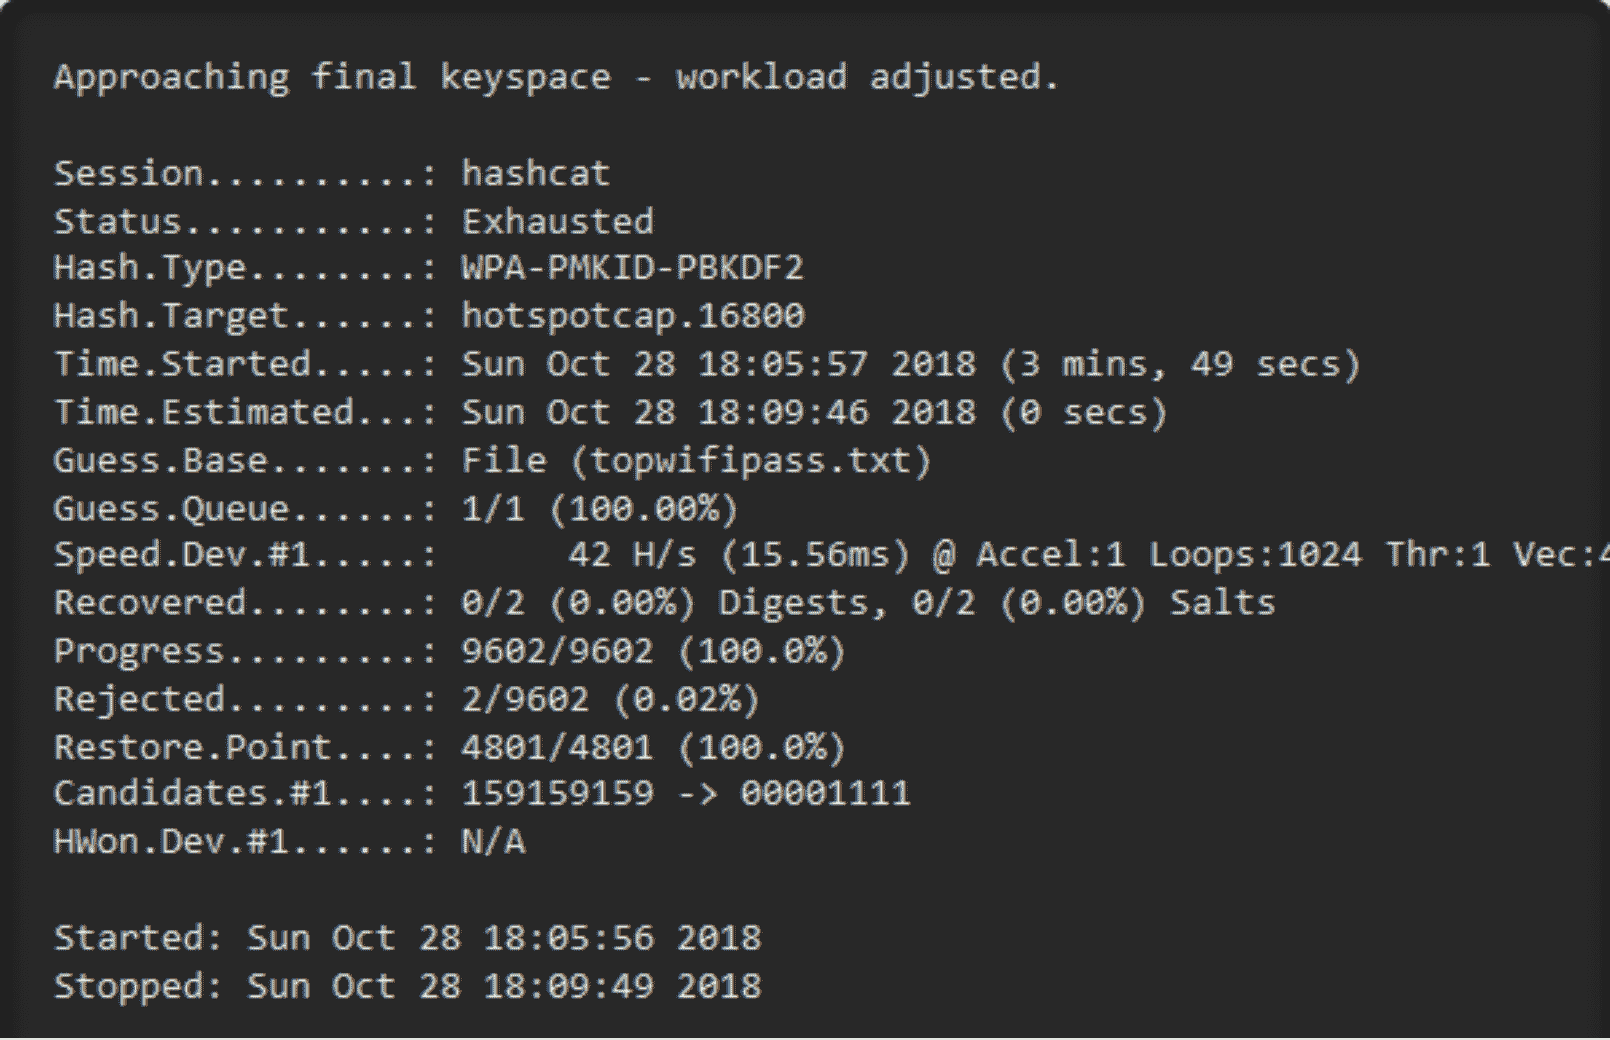 Approaching final keyspace - workload adjusted.
Session..........: hashcat
Status...........: Exhausted
Hash.Type........: WPA-PMKID-PBKDF2
Hash.Target......: hotspotcap.16800
Time.Started.....: Sun Oct 28 18:05:57 2018 (3 mins, 49 secs)
Time.Estimated...: Sun Oct 28 18:09:46 2018 (0 secs)
Guess.Base.......: File (topwifipass.txt)
Guess.Queue......: 1/1 (100.00%)
Speed.Dev.#1.....:     42 H/s (15.56ms) @ Accel:1 Loops:1024 Thr:1 Vec:4
Recovered........: 0/2 (0.00%) Digests, 0/2 (0.00%) Salts
Progress.........: 9602/9602 (100.0%)
Rejected.........: 2/9602 (0.02%)
Restore.Point....: 4801/4801 (100.0%)
Candidates.#1....: 159159159 -> 00001111
HWon.Dev.#1......: N/A
Started: Sun Oct 28 18:05:56 2018
Stopped: Sun Oct 28 18:09:49 2018